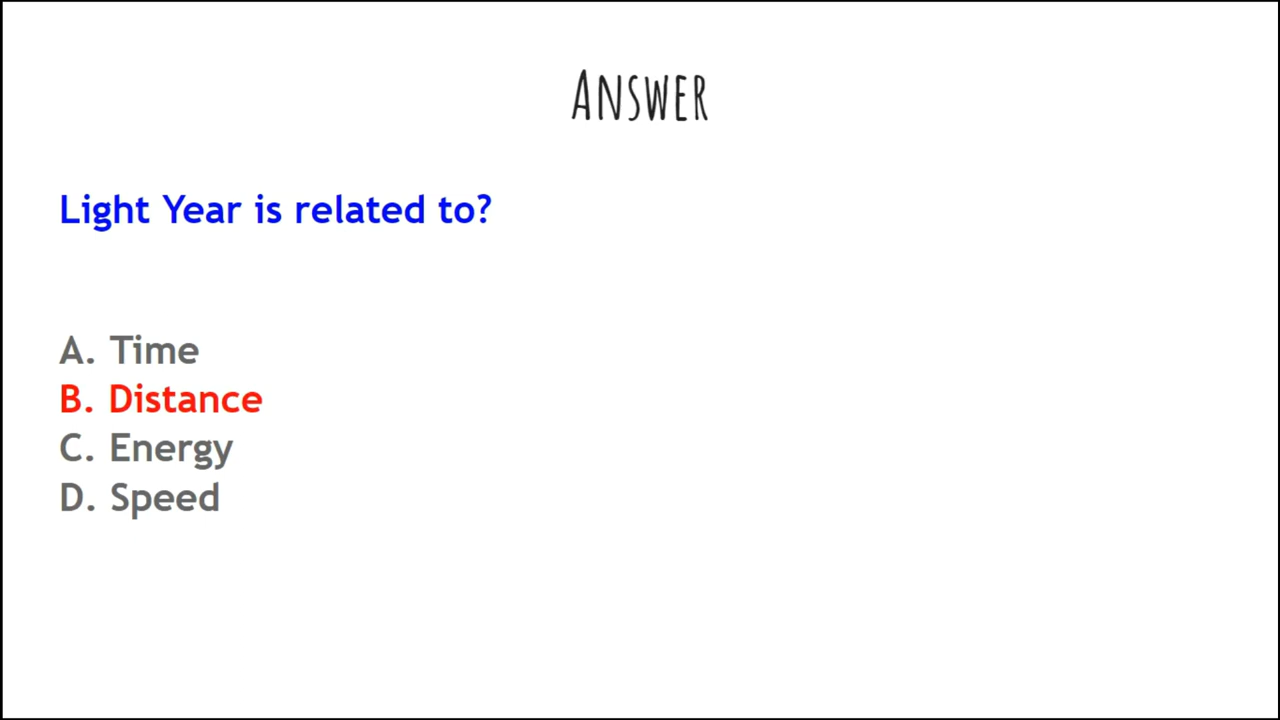 ANSWER
Light Year is related to?
A. Time
B. Distance
C. Energy
D. Speed